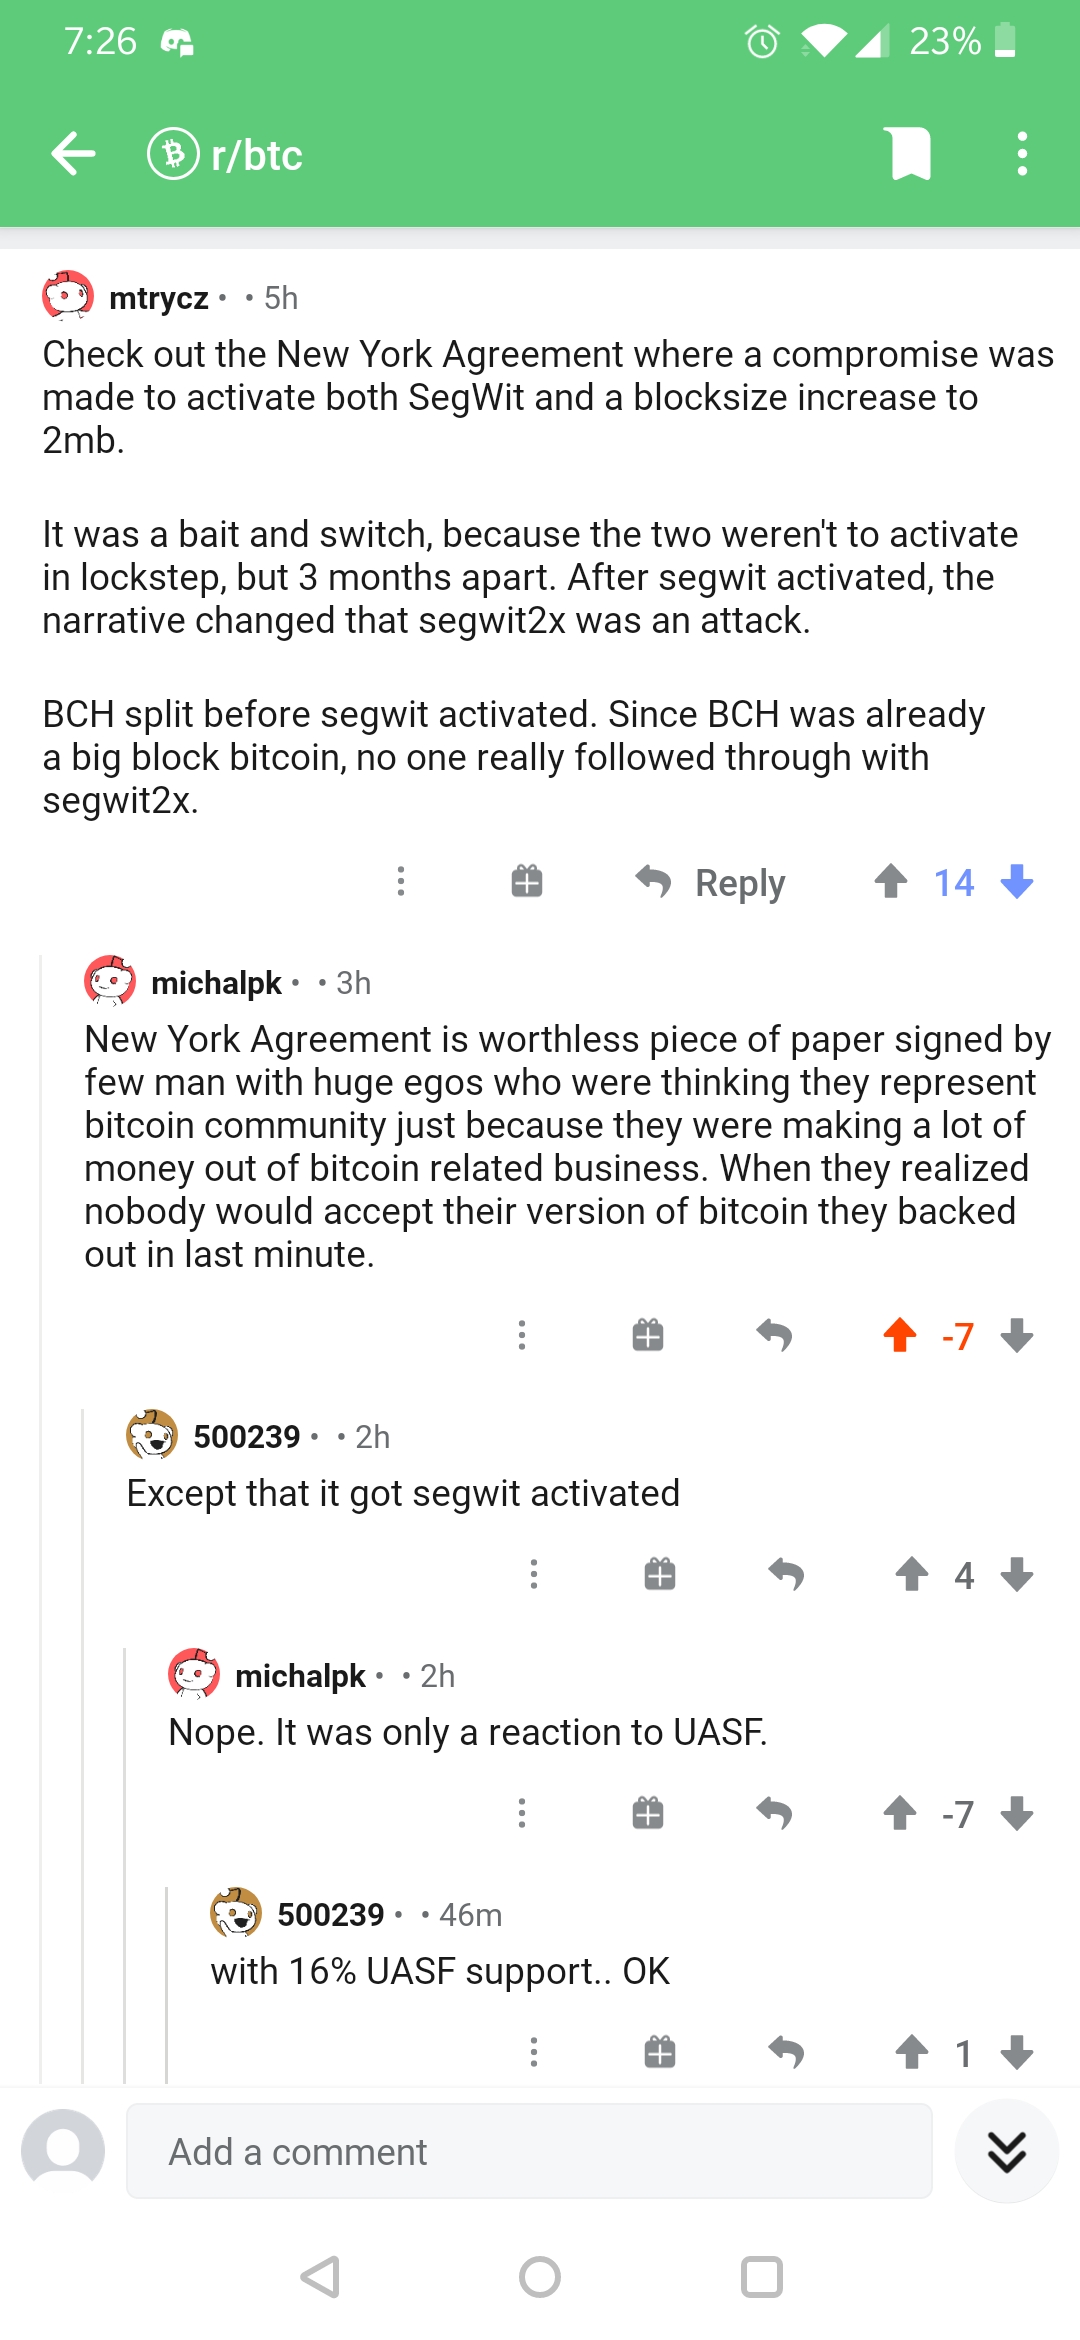 7:26
23%
r/btc
mtrycz • • 5h
Check out the New York Agreement where a compromise was
made to activate both SegWit and a blocksize increase to
2mb.
It was a bait and switch, because the two weren't to activate
in lockstep, but 3 months apart. After segwit activated, the
narrative changed that segwit2x was an attack.
BCH split before segwit activated. Since BCH was already
a big block bitcoin, no one really followed through with
segwit2x.
Reply 14
michalpk • • 3h
New York Agreement is worthless piece of paper signed by
few man with huge egos who were thinking they represent
bitcoin community just because they were making a lot of
money out of bitcoin related business. When they realized
nobody would accept their version of bitcoin they backed
out in last minute.
-7
500239 • • 2h
Except that it got segwit activated
4
michalpk • • 2h
Nope. It was only a reaction to UASF.
-7
500239 • • 46m
with 16% UASF support.. OK
1
Add a comment